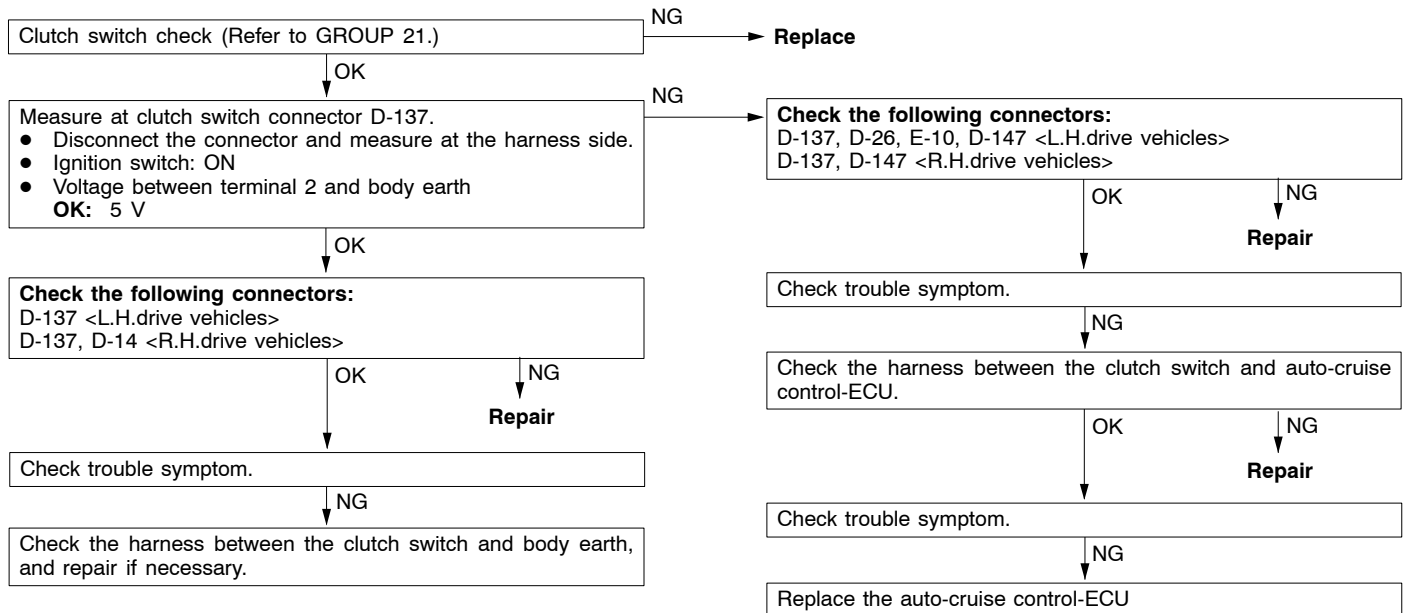 Clutch switch check (Refer to GROUP 21.)
NG
Replace
OK
Measure at clutch switch connector D-137.
● Disconnect the connector and measure at the harness side.
● Ignition switch: ON
● Voltage between terminal 2 and body earth
OK: 5 V
NG
OK
Check the following connectors:
D-137 <L.H.drive vehicles>
D-137, D-14 <R.H.drive vehicles>
OK
NG
Repair
Check trouble symptom.
NG
Check the harness between the clutch switch and body earth,
and repair if necessary.
Check the following connectors:
D-137, D-26, E-10, D-147 <L.H.drive vehicles>
D-137, D-147 <R.H.drive vehicles>
OK
NG
Repair
Check trouble symptom.
NG
Check the harness between the clutch switch and auto-cruise
control-ECU.
OK
NG
Repair
Check trouble symptom.
NG
Replace the auto-cruise control-ECU